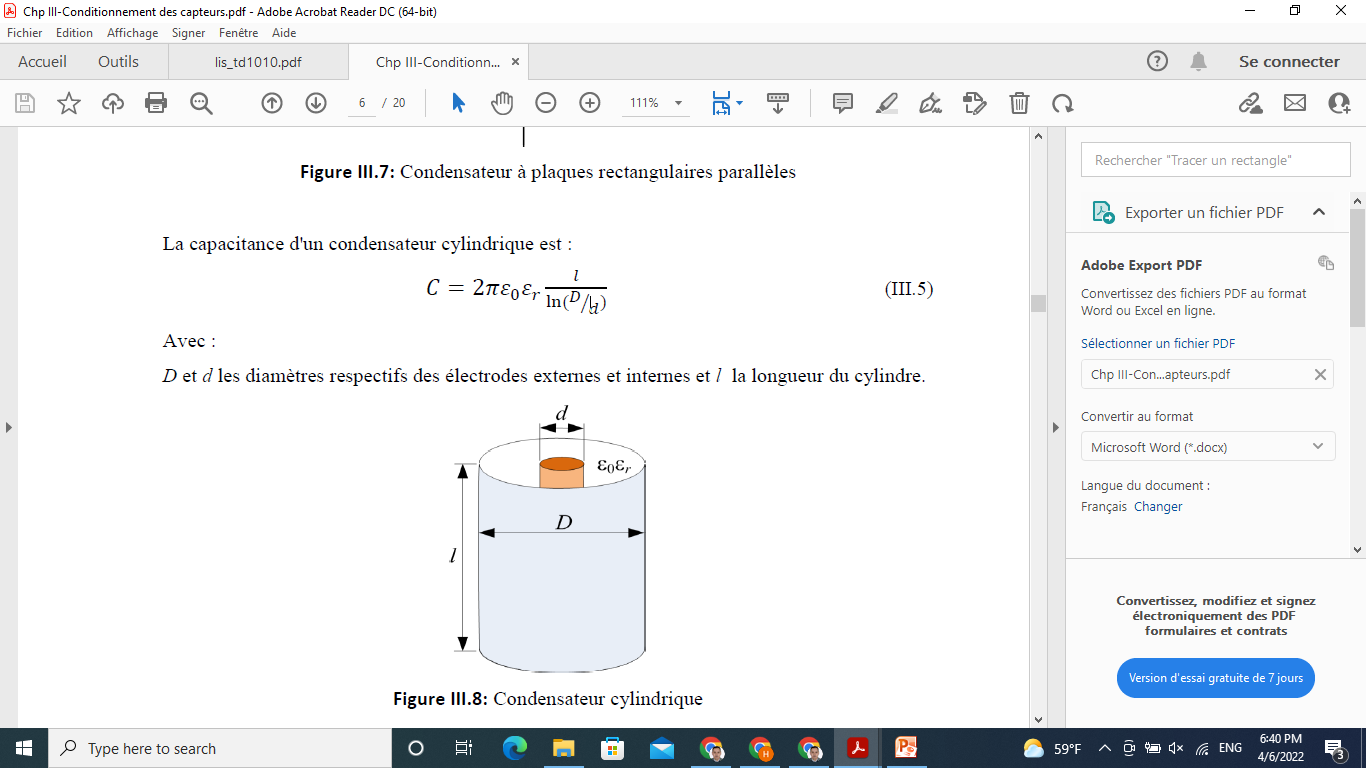 Chp III-Conditionnement des capteurs.pdf - Adobe Acrobat Reader DC (64-bit)
Fichier Edition Affichage Signer Fenêtre Aide
Accueil Outils lis_td1010.pdf Chp III-Conditionn... × Se connecter
6 / 20 111%
Figure III.7: Condensateur à plaques rectangulaires parallèles
La capacitance d'un condensateur cylindrique est :
C = 2πε₀εᵣ l / ln(D/d) (III.5)
Avec :
D et d les diamètres respectifs des électrodes externes et internes et l la longueur du cylindre.
d
ε₀εᵣ
D
l
Figure III.8: Condensateur cylindrique
Rechercher "Tracer un rectangle"
Exporter un fichier PDF
Adobe Export PDF
Convertissez des fichiers PDF au format
Word ou Excel en ligne.
Sélectionner un fichier PDF
Chp III-Con...apteurs.pdf
Convertir au format
Microsoft Word (*.docx)
Langue du document :
Français Changer
Convertissez, modifiez et signez
électroniquement des PDF
formulaires et contrats
Version d'essai gratuite de 7 jours
Type here to search
59°F ENG 6:40 PM
4/6/2022
3